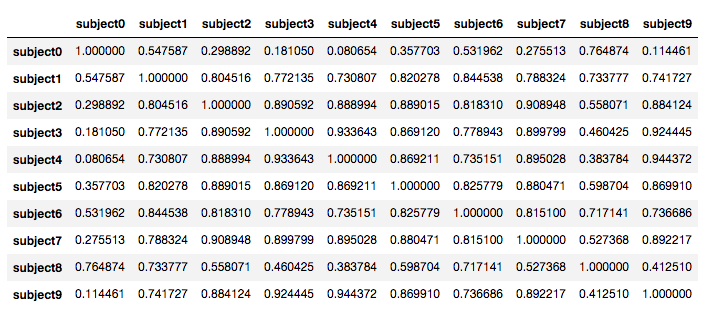 subject0 subject1 subject2 subject3 subject4 subject5 subject6 subject7 subject8 subject9
subject0 1.000000 0.547587 0.298892 0.181050 0.080654 0.357703 0.531962 0.275513 0.764874 0.114461
subject1 0.547587 1.000000 0.804516 0.772135 0.730807 0.820278 0.844538 0.788324 0.733777 0.741727
subject2 0.298892 0.804516 1.000000 0.890592 0.888994 0.889015 0.818310 0.908948 0.558071 0.884124
subject3 0.181050 0.772135 0.890592 1.000000 0.933643 0.869120 0.778943 0.899799 0.460425 0.924445
subject4 0.080654 0.730807 0.888994 0.933643 1.000000 0.869211 0.735151 0.895028 0.383784 0.944372
subject5 0.357703 0.820278 0.889015 0.869120 0.869211 1.000000 0.825779 0.880471 0.598704 0.869910
subject6 0.531962 0.844538 0.818310 0.778943 0.735151 0.825779 1.000000 0.815100 0.717141 0.736686
subject7 0.275513 0.788324 0.908948 0.899799 0.895028 0.880471 0.815100 1.000000 0.527368 0.892217
subject8 0.764874 0.733777 0.558071 0.460425 0.383784 0.598704 0.717141 0.527368 1.000000 0.412510
subject9 0.114461 0.741727 0.884124 0.924445 0.944372 0.869910 0.736686 0.892217 0.412510 1.000000